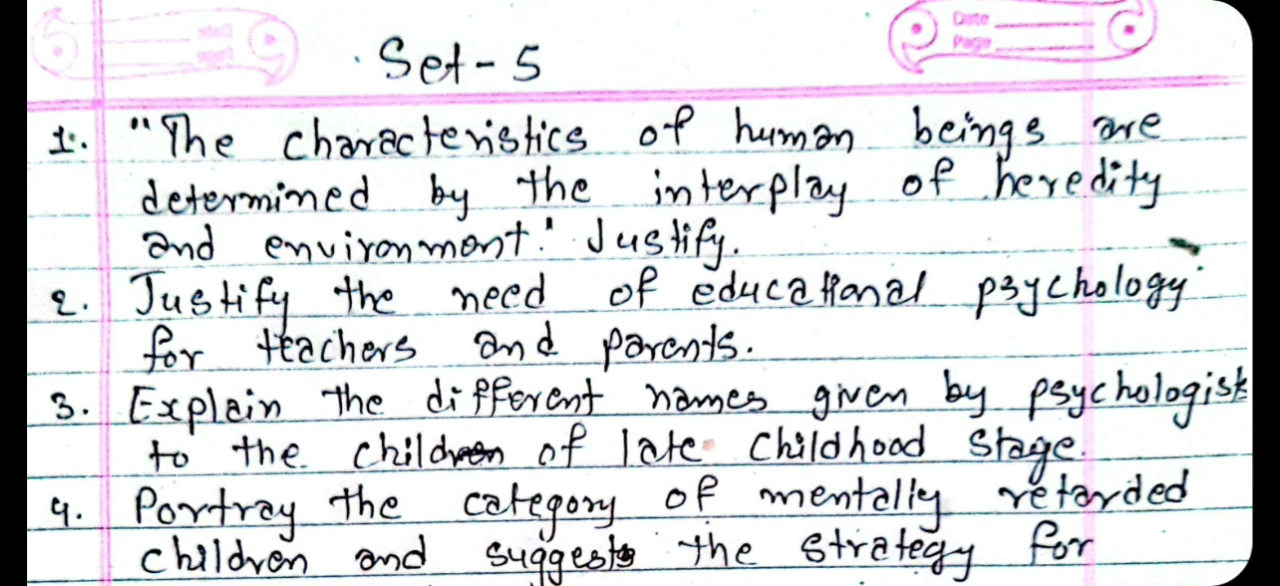 Date
Page
Set-5
1. "The characteristics of human beings are
determined by the interplay of heredity
and environment." Justify.
2. Justify the need of educational psychology
for teachers and parents.
3. Explain the different names given by psychologists
to the children of late childhood stage.
4. Portray the category of mentally retarded
children and suggests the strategy for